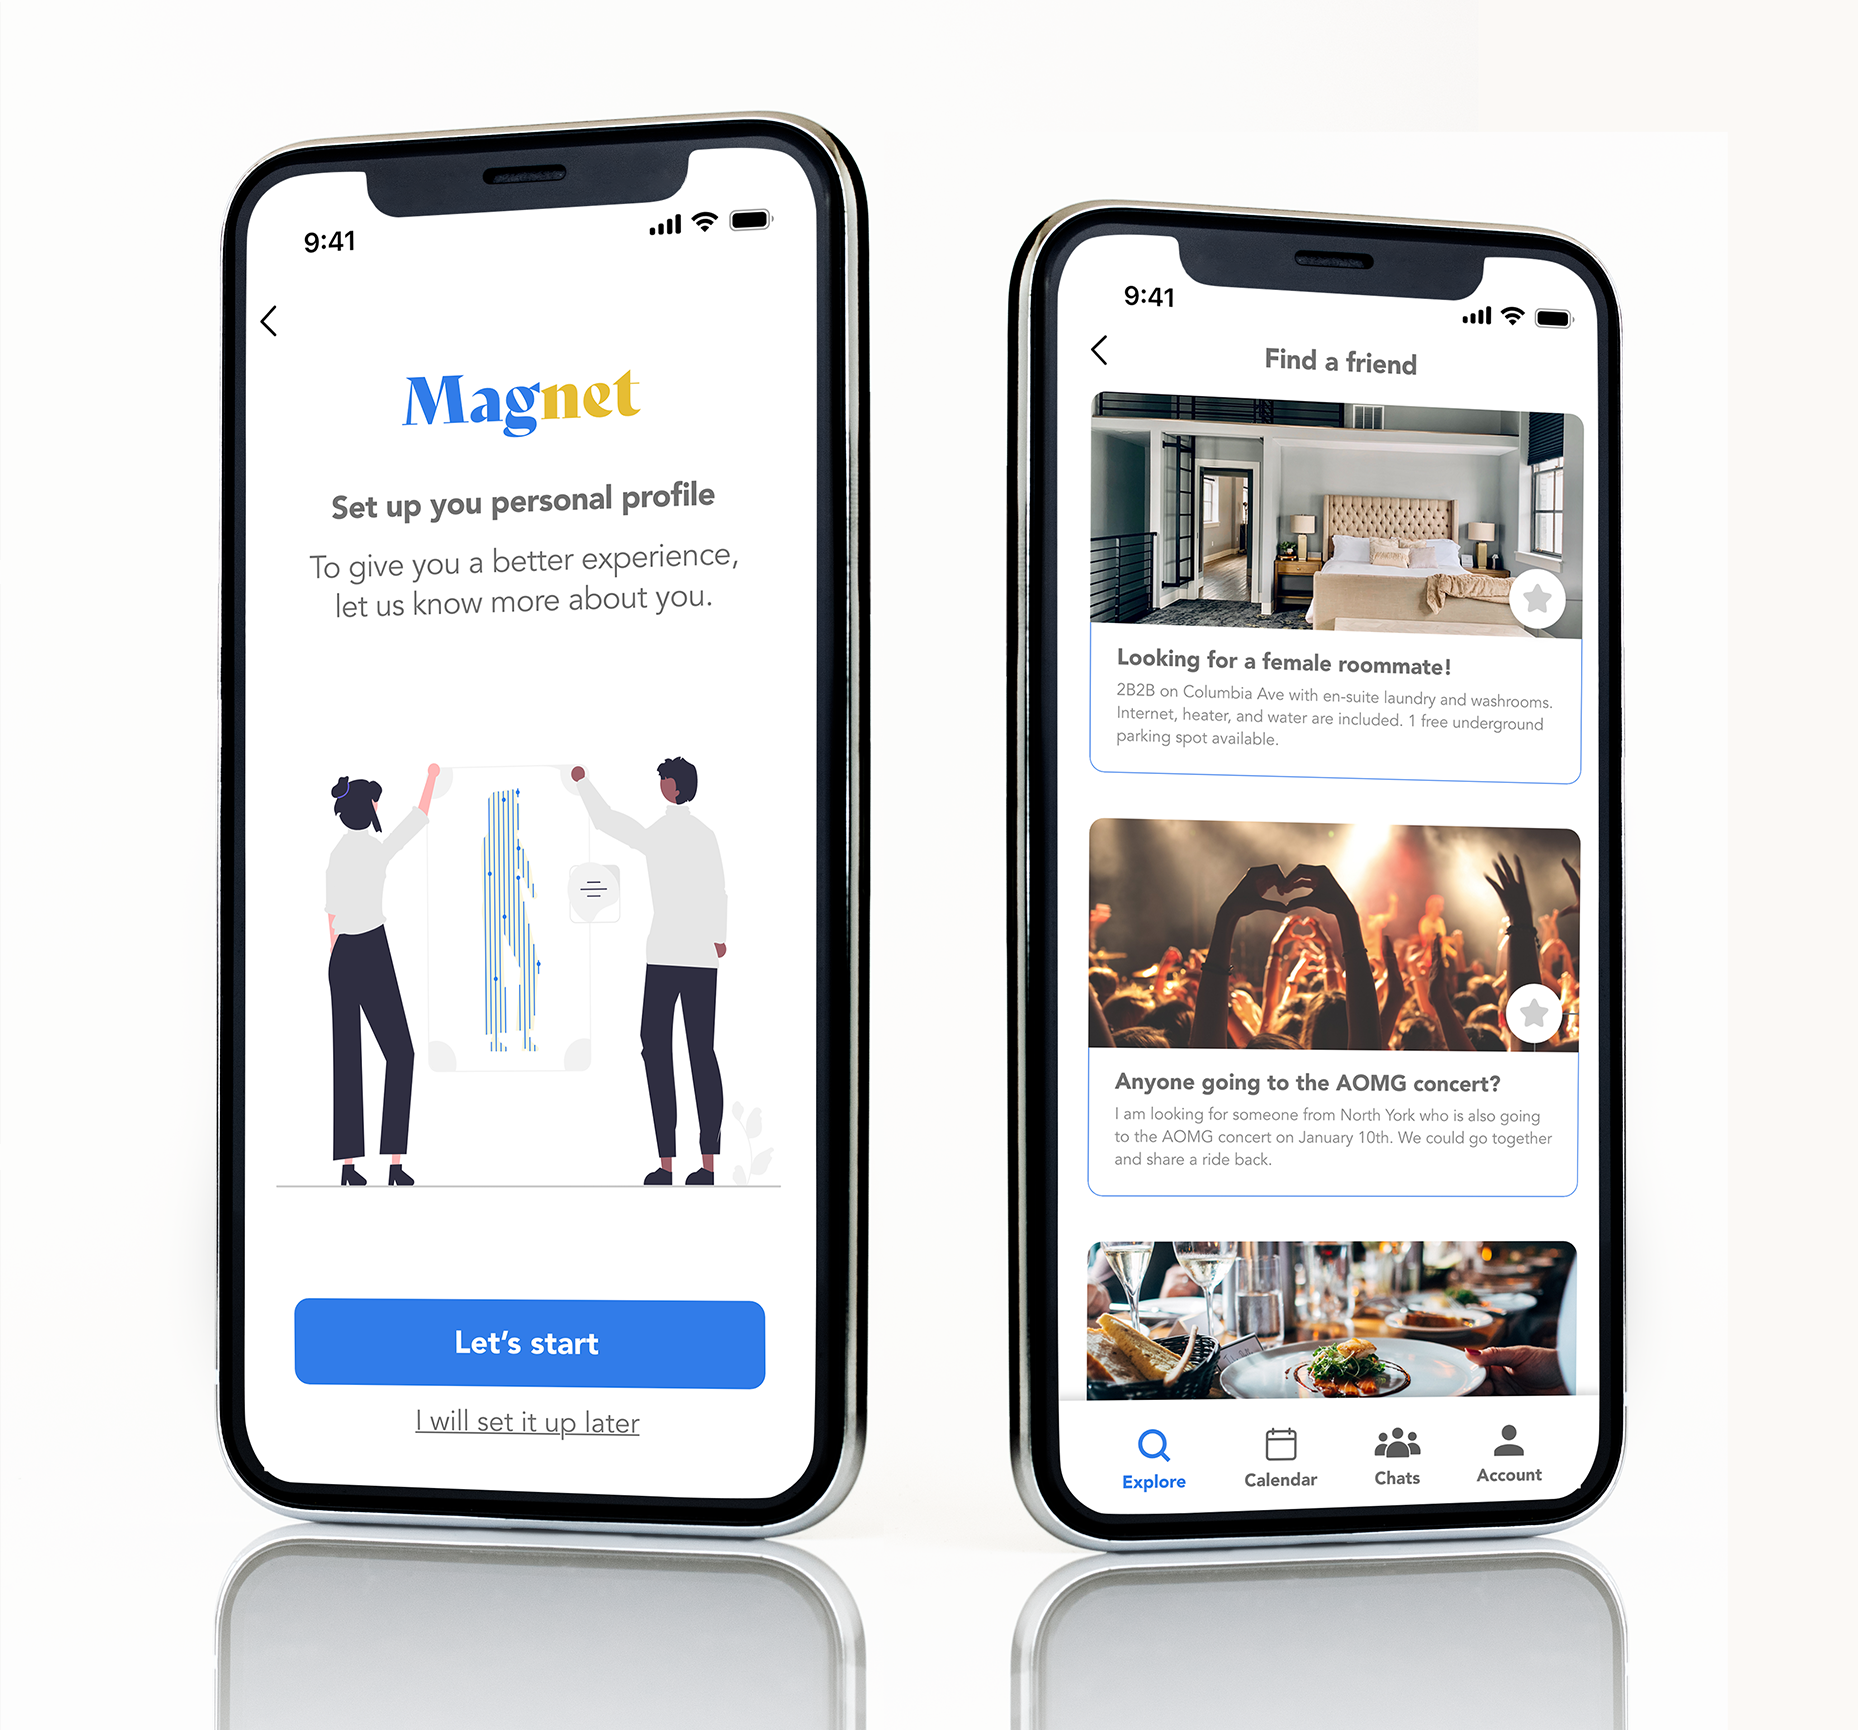 9:41
Magnet
Set up you personal profile
To give you a better experience,
let us know more about you.
Let's start
I will set it up later
9:41
Find a friend
Looking for a female roommate!
2B2B on Columbia Ave with en-suite laundry and washrooms.
Internet, heater, and water are included. 1 free underground
parking spot available.
Anyone going to the AOMG concert?
I am looking for someone from North York who is also going
to the AOMG concert on January 10th. We could go together
and share a ride back.
Explore
Calendar
Chats
Account